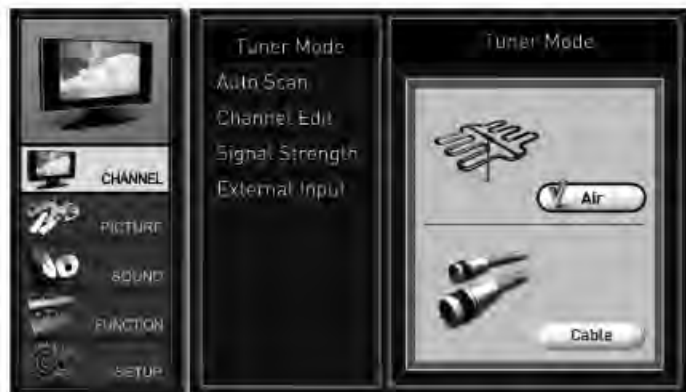 CHANNEL
PICTURE
SOUND
FUNCTION
SETUP
Tuner Mode
Auto Scan
Channel Edit
Signal Strength
External Input
Tuner Mode
Air
Cable